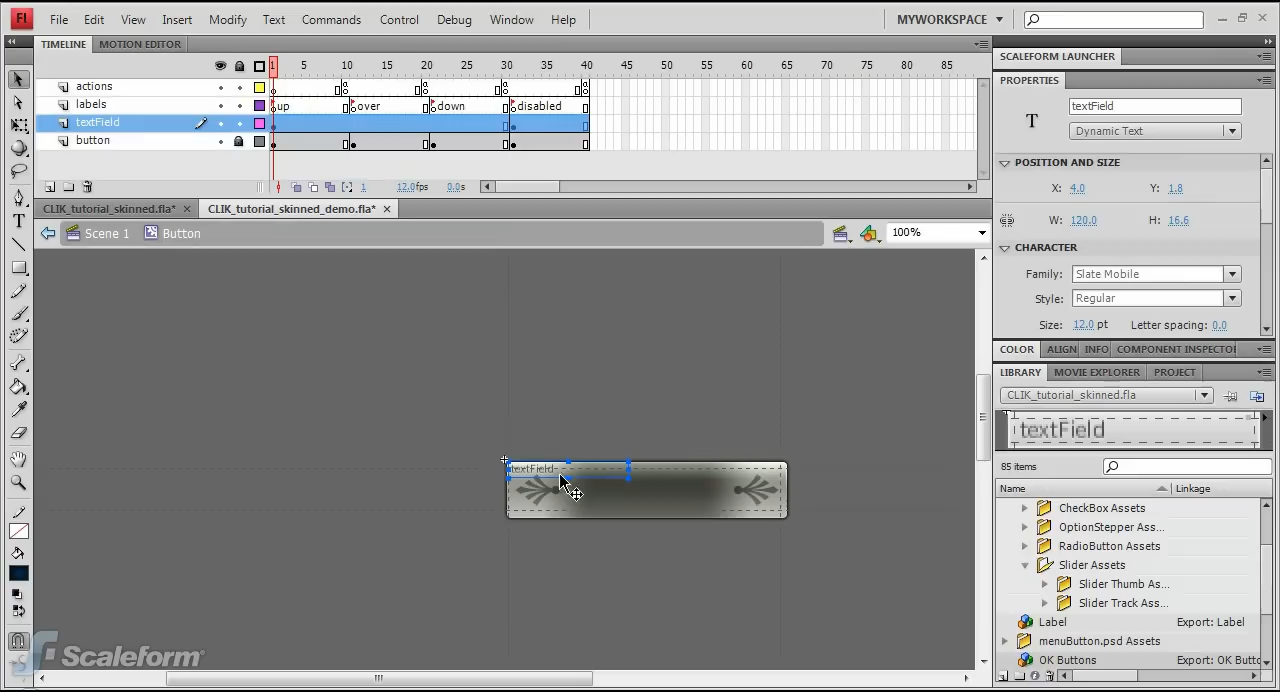 Fl File Edit View Insert Modify Text Commands Control Debug Window Help MYWORKSPACE
TIMELINE MOTION EDITOR
1 5 10 15 20 25 30 35 40 45 50 55 60 65 70 75 80 85
actions
labels up over down disabled
textField
button
1 12.0fps 0.0s
CLIK_tutorial_skinned.fla* CLIK_tutorial_skinned_demo.fla*
Scene 1 Button 100%
textField
Scaleform
SCALEFORM LAUNCHER
PROPERTIES
T textField
Dynamic Text
POSITION AND SIZE
X: 4.0 Y: 1.8
W: 120.0 H: 16.6
CHARACTER
Family: Slate Mobile
Style: Regular
Size: 12.0 pt Letter spacing: 0.0
COLOR ALIGN INFO COMPONENT INSPECTOR
LIBRARY MOVIE EXPLORER PROJECT
CLIK_tutorial_skinned.fla
textField
85 items
Name Linkage
CheckBox Assets
OptionStepper Ass...
RadioButton Assets
Slider Assets
Slider Thumb As...
Slider Track Ass...
Label Export: Label
menuButton.psd Assets
OK Buttons Export: OK Butt